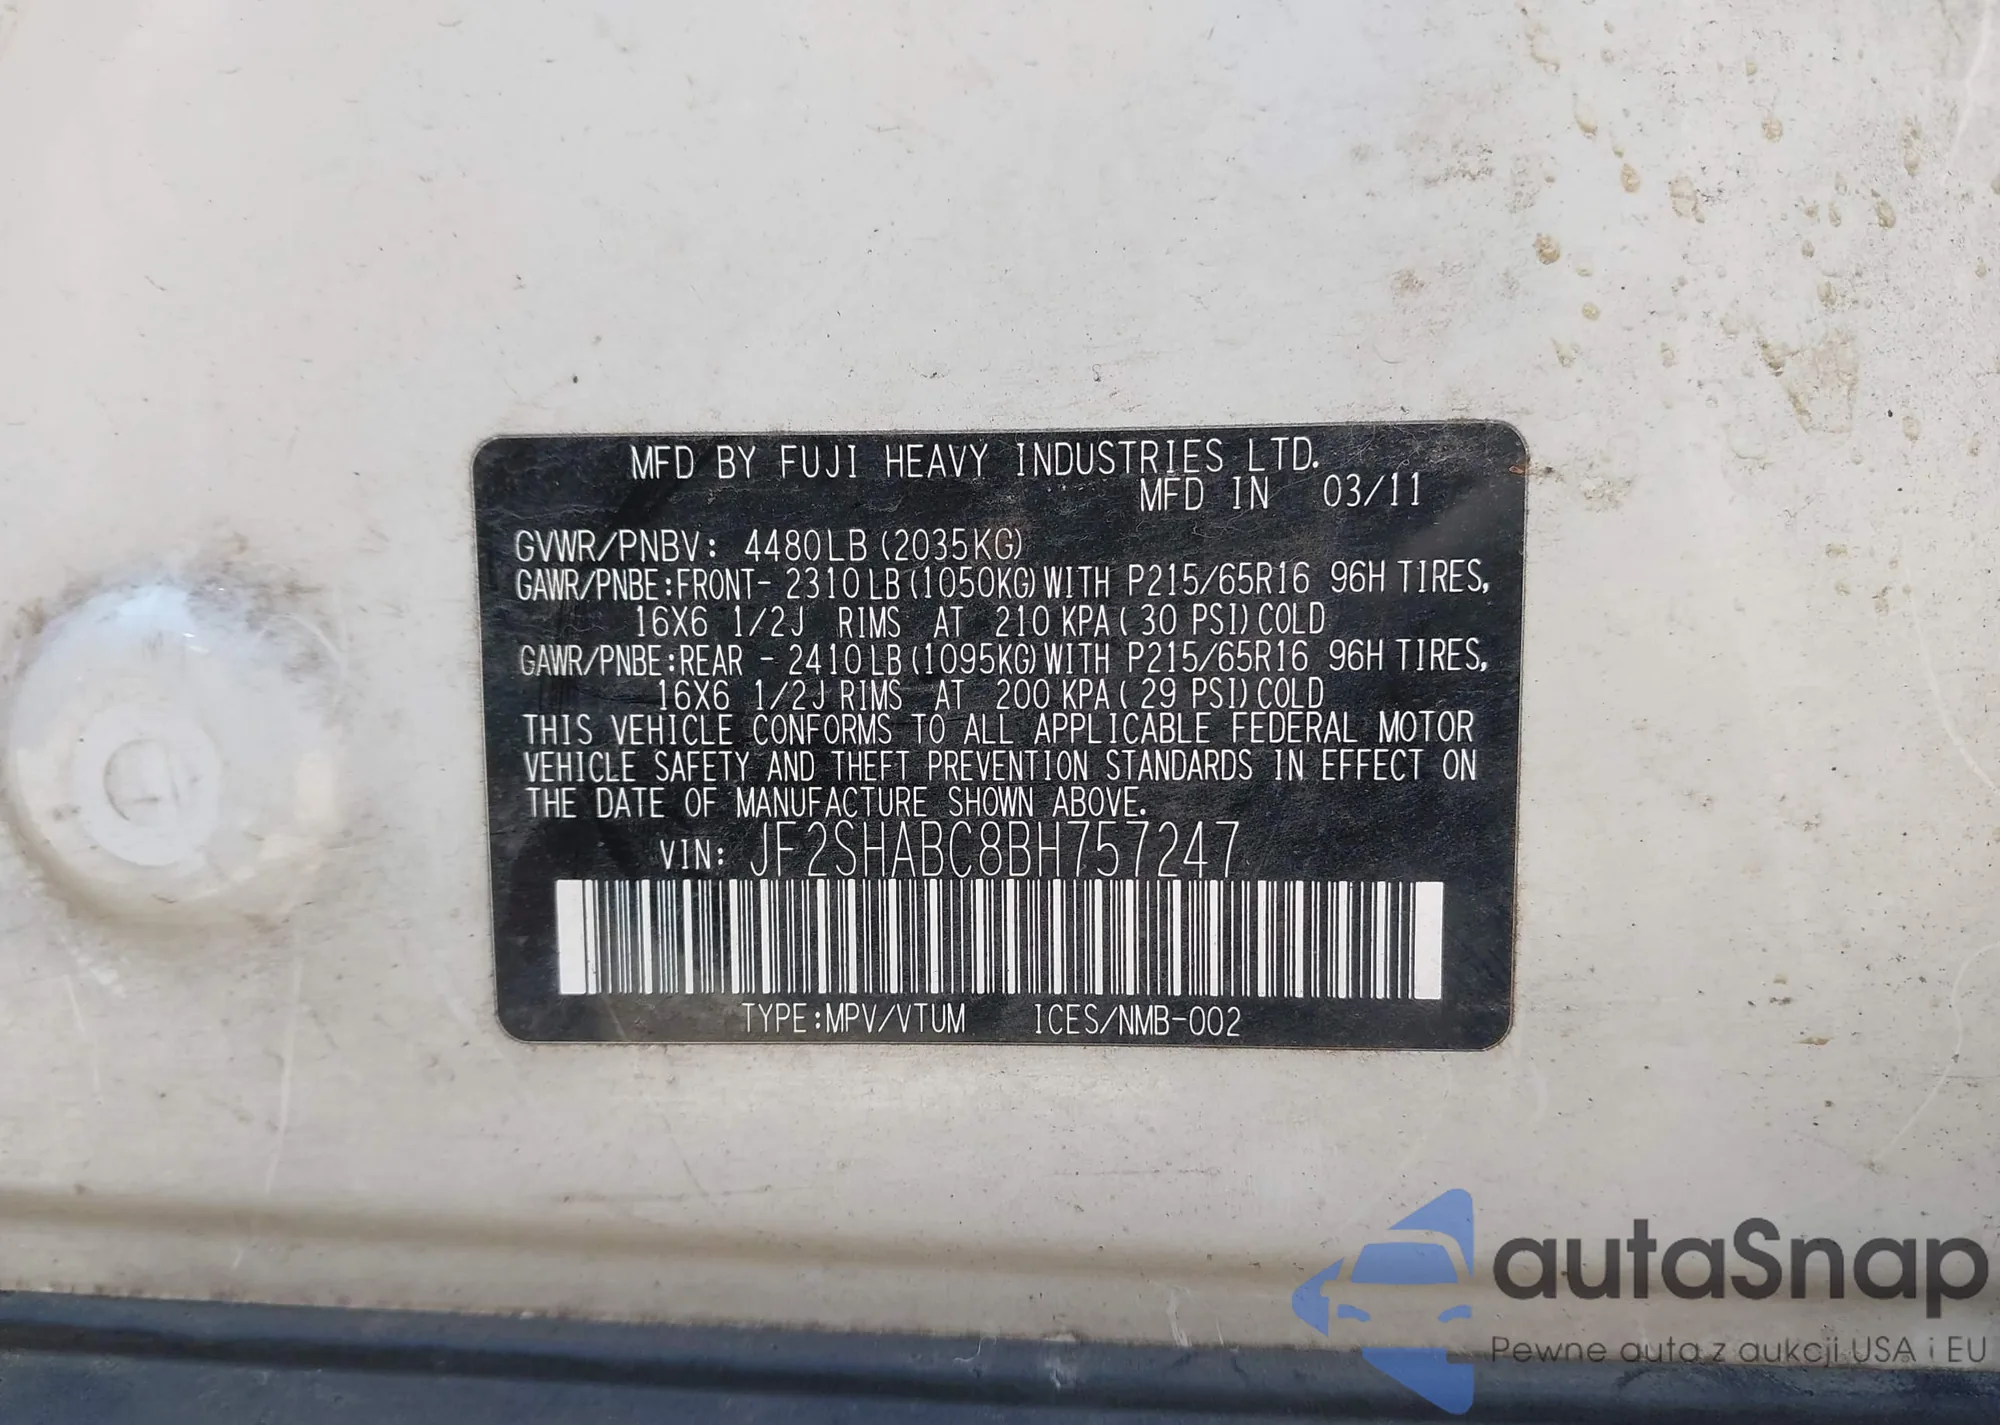 MFD BY FUJI HEAVY INDUSTRIES LTD.
MFD IN 03/11
GVWR/PNBV: 4480LB (2035KG)
GAWR/PNBE:FRONT- 2310LB (1050KG) WITH P215/65R16 96H TIRES,
16X6 1/2J RIMS AT 210 KPA (30 PSI) COLD
GAWR/PNBE:REAR - 2410LB (1095KG) WITH P215/65R16 96H TIRES,
16X6 1/2J RIMS AT 200 KPA (29 PSI) COLD
THIS VEHICLE CONFORMS TO ALL APPLICABLE FEDERAL MOTOR
VEHICLE SAFETY AND THEFT PREVENTION STANDARDS IN EFFECT ON
THE DATE OF MANUFACTURE SHOWN ABOVE.
VIN: JF2SHABC8BH757247
TYPE:MPV/VTUM ICES/NMB-002
autaSnap
Pewne auta z aukcji USA i EU